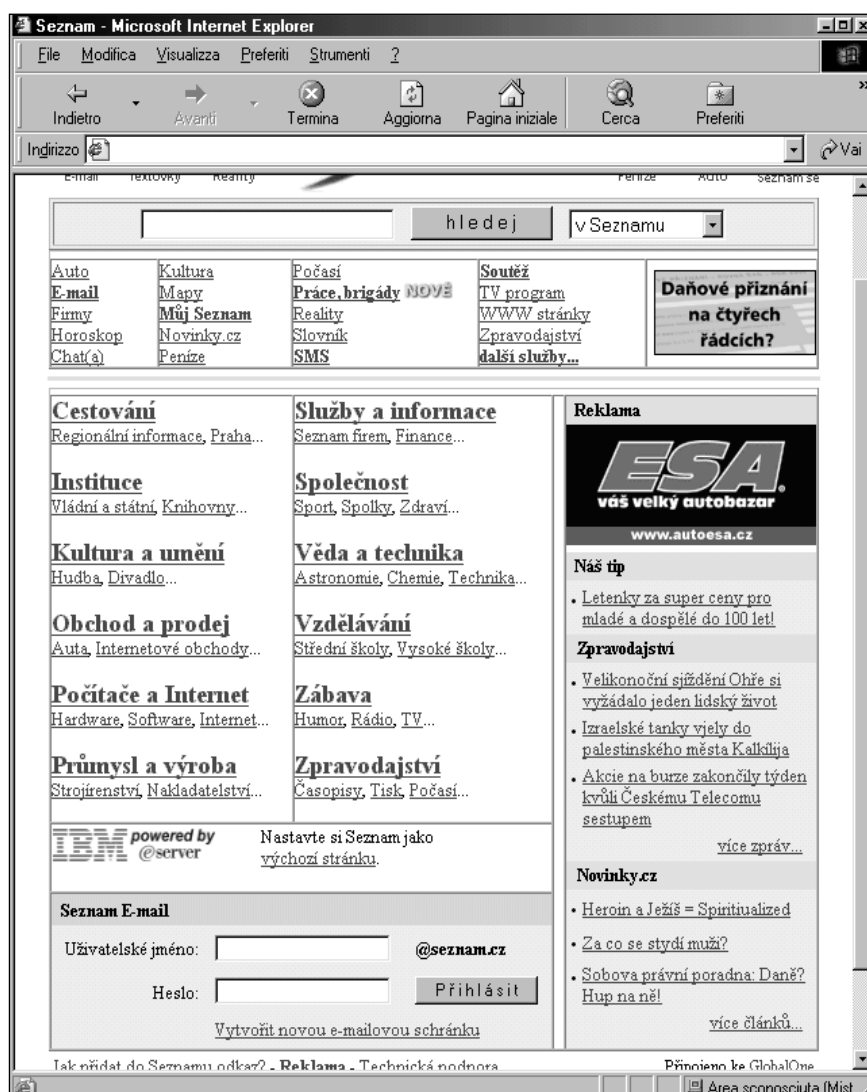 Seznam - Microsoft Internet Explorer
File Modifica Visualizza Preferiti Strumenti ?
Indietro Avanti Termina Aggiorna Pagina iniziale Cerca Preferiti »
Indirizzo Vai
E-mail Textovky Reality Peníze Auto Seznam se
hledej v Seznamu
Auto Kultura Počasí Soutěž
E-mail Mapy Práce, brigády NOVÉ TV program
Firmy Můj Seznam Reality WWW stránky
Horoskop Novinky.cz Slovník Zpravodajství
Chat(a) Peníze SMS další služby...
Daňové přiznání
na čtyřech
řádcích?
Cestování
Regionální informace, Praha...
Služby a informace
Seznam firem, Finance...
Instituce
Vládní a státní, Knihovny...
Společnost
Sport, Spolky, Zdraví...
Kultura a umění
Hudba, Divadlo...
Věda a technika
Astronomie, Chemie, Technika...
Obchod a prodej
Auta, Internetové obchody...
Vzdělávání
Střední školy, Vysoké školy...
Počítače a Internet
Hardware, Software, Internet...
Zábava
Humor, Rádio, TV...
Průmysl a výroba
Strojírenství, Nakladatelství...
Zpravodajství
Časopisy, Tisk, Počasí...
IBM powered by
@server
Nastavte si Seznam jako
výchozí stránku.
Seznam E-mail
Uživatelské jméno: @seznam.cz
Heslo: Přihlásit
Vytvořit novou e-mailovou schránku
Reklama
ESA
váš velký autobazar
www.autoesa.cz
Náš tip
• Letenky za super ceny pro
mladé a dospělé do 100 let!
Zpravodajství
• Velikonoční sjíždění Ohře si
vyžádalo jeden lidský život
• Izraelské tanky vjely do
palestinského města Kalkílija
• Akcie na burze zakončily týden
kvůli Českému Telecomu
sestupem
více zpráv...
Novinky.cz
• Heroin a Ježíš = Spiritiualized
• Za co se stydí muži?
• Sobova právní poradna: Daně?
Hup na ně!
více článků...
Jak přidat do Seznamu odkaz? - Reklama - Technická podpora Připojeno ke GlobalOne
Area sconosciuta (Mist